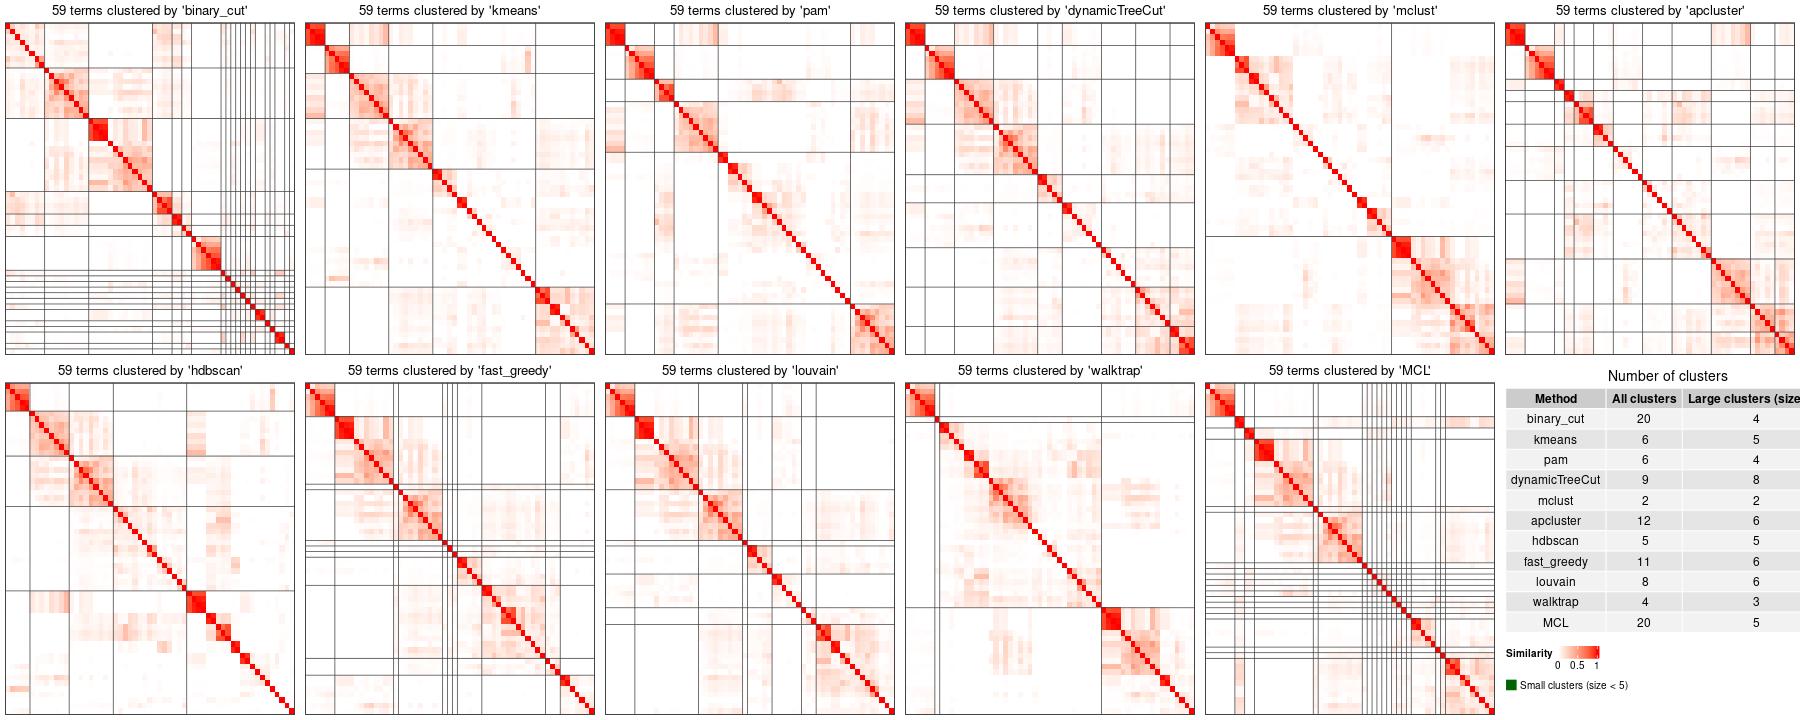 59 terms clustered by 'binary_cut'
59 terms clustered by 'kmeans'
59 terms clustered by 'pam'
59 terms clustered by 'dynamicTreeCut'
59 terms clustered by 'mclust'
59 terms clustered by 'apcluster'
59 terms clustered by 'hdbscan'
59 terms clustered by 'fast_greedy'
59 terms clustered by 'louvain'
59 terms clustered by 'walktrap'
59 terms clustered by 'MCL'
Number of clusters
Method All clusters Large clusters (size
binary_cut 20 4
kmeans 6 5
pam 6 4
dynamicTreeCut 9 8
mclust 2 2
apcluster 12 6
hdbscan 5 5
fast_greedy 11 6
louvain 8 6
walktrap 4 3
MCL 20 5
Similarity
0 0.5 1
Small clusters (size < 5)